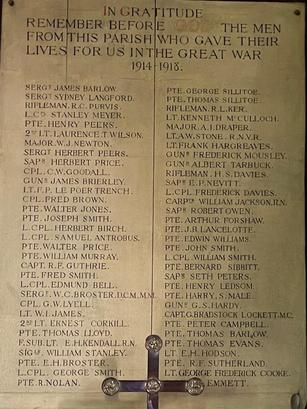 IN GRATITUDE
REMEMBER BEFORE THE MEN
FROM THIS PARISH WHO GAVE THEIR
LIVES FOR US IN THE GREAT WAR
1914-1918.
SERGT JAMES BARLOW.
SERGT SYDNEY LANGFORD.
RIFLEMAN. R.C. PURVIS.
L.CPL STANLEY MEYER.
PTE. HENRY PEERS.
2ND LT. LAURENCE T. WILSON.
MAJOR. W.J. NEWTON.
SERGT HERBERT PEERS.
SAPR HERBERT PRICE.
CPL. C.W. GOODALL.
GUNR JAMES BRIERLEY.
LT. F.P. LE POER TRENCH.
CPL. FRED BROWN.
PTE. WALTER JONES.
PTE. JOSEPH SMITH.
L.CPL. HERBERT BIRCH.
L.CPL. SAMUEL ANTROBUS.
PTE. WALTER PRICE.
PTE. WILLIAM MURRAY.
CAPT. R.F. GUTHRIE.
PTE. FRED SMITH.
L.CPL. EDMUND BELL.
SERGT. W.C. BROSTER. D.C.M. M.M.
CPL. G.W. LYELL.
LT. W.I. JAMES.
2ND LT. ERNEST CORKILL.
PTE. THOMAS LLOYD.
F. SUB. LT. E.H. KENDALL. R.N.
SIGR. WILLIAM STANLEY.
PTE. E.H. BROSTER.
L.CPL. GEORGE SMITH.
PTE. R. NOLAN.
PTE. GEORGE SILLITOE.
PTE. THOMAS SILLITOE.
RIFLEMAN. R.L. KER.
LT. KENNETH MCCULLOCH.
MAJOR. A.I. DRAPER.
LT. A.W. STONE. R.N.V.R.
LT. FRANK HARGREAVES.
GUNR FREDERICK MOUSLEY.
GUNR ALBERT TARBUCK.
RIFLEMAN. H.S. DAVIES.
SAPR E.P. NEVITT.
L.CPL. FREDERICK DAVIES.
CARPTR WILLIAM JACKSON. R.N.
SAPR ROBERT OWEN.
PTE. ARTHUR FORSHAW.
PTE. J.R. LANCELOTTE.
PTE. EDWIN WILLIAMS.
PTE. JOHN SMITH.
L.CPL. WILLIAM SMITH.
PTE. BERNARD SIBBITT.
SAPR SETH PETERS.
PTE. HENRY LEDSOM.
PTE. HARRY. S. MALE.
GUNR G.S. HARDY.
CAPT. G. BRADSTOCK LOCKETT. M.C.
PTE. PETER CAMPBELL.
PTE. THOMAS BARLOW.
PTE. THOMAS EVANS.
LT. E.H. HODSON.
PTE. R.F. SUTHERLAND.
LT. GEORGE FREDERICK COOKE.
EMMETT.